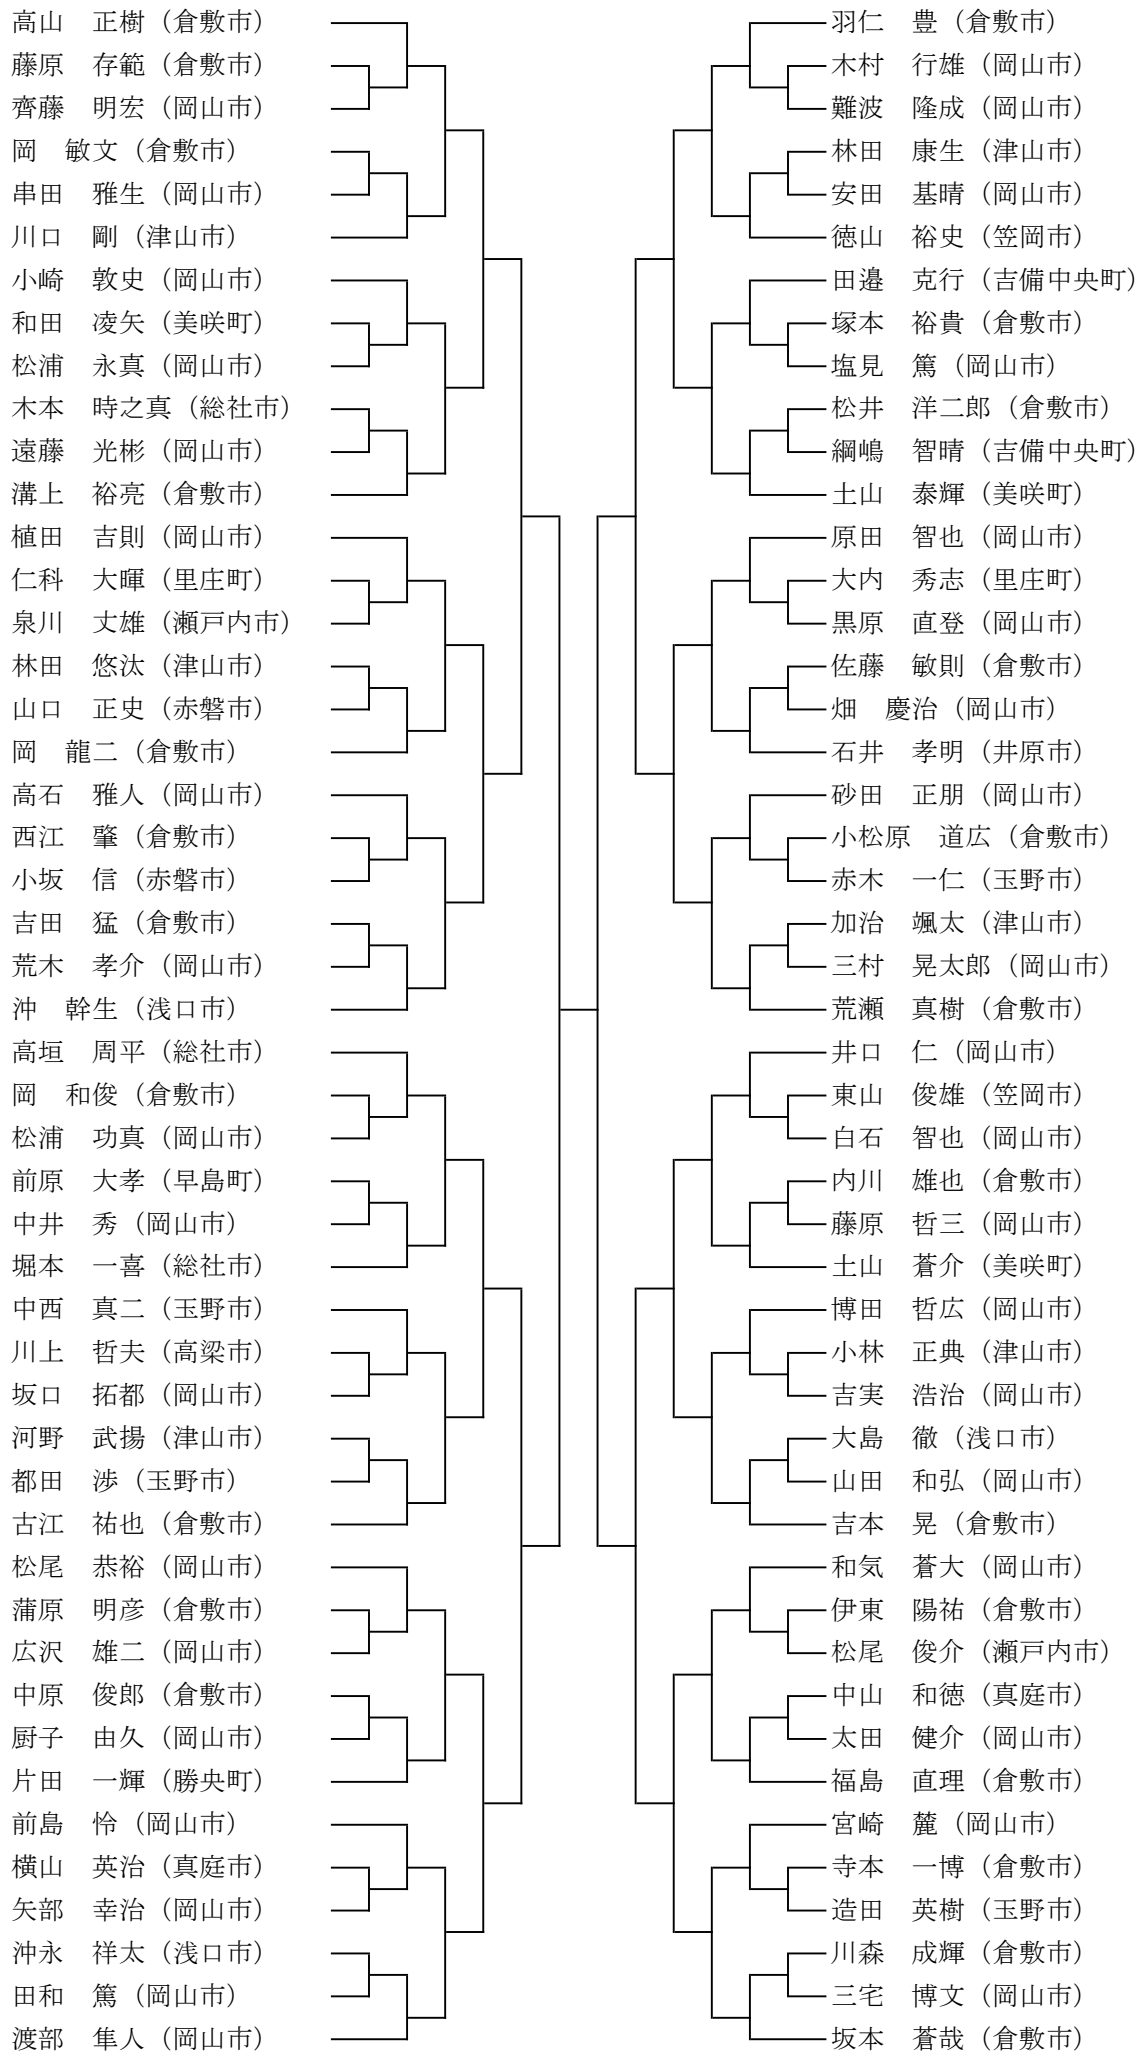 高山　正樹（倉敷市）
藤原　存範（倉敷市）
齊藤　明宏（岡山市）
岡　敏文（倉敷市）
串田　雅生（岡山市）
川口　剛（津山市）
小崎　敦史（岡山市）
和田　凌矢（美咲町）
松浦　永真（岡山市）
木本　時之真（総社市）
遠藤　光彬（岡山市）
溝上　裕亮（倉敷市）
植田　吉則（岡山市）
仁科　大暉（里庄町）
泉川　丈雄（瀬戸内市）
林田　悠汰（津山市）
山口　正史（赤磐市）
岡　龍二（倉敷市）
高石　雅人（岡山市）
西江　肇（倉敷市）
小坂　信（赤磐市）
吉田　猛（倉敷市）
荒木　孝介（岡山市）
沖　幹生（浅口市）
高垣　周平（総社市）
岡　和俊（倉敷市）
松浦　功真（岡山市）
前原　大孝（早島町）
中井　秀（岡山市）
堀本　一喜（総社市）
中西　真二（玉野市）
川上　哲夫（高梁市）
坂口　拓都（岡山市）
河野　武揚（津山市）
都田　渉（玉野市）
古江　祐也（倉敷市）
松尾　恭裕（岡山市）
蒲原　明彦（倉敷市）
広沢　雄二（岡山市）
中原　俊郎（倉敷市）
厨子　由久（岡山市）
片田　一輝（勝央町）
前島　怜（岡山市）
横山　英治（真庭市）
矢部　幸治（岡山市）
沖永　祥太（浅口市）
田和　篤（岡山市）
渡部　隼人（岡山市）
羽仁　豊（倉敷市）
木村　行雄（岡山市）
難波　隆成（岡山市）
林田　康生（津山市）
安田　基晴（岡山市）
徳山　裕史（笠岡市）
田邉　克行（吉備中央町）
塚本　裕貴（倉敷市）
塩見　篤（岡山市）
松井　洋二郎（倉敷市）
綱嶋　智晴（吉備中央町）
土山　泰輝（美咲町）
原田　智也（岡山市）
大内　秀志（里庄町）
黒原　直登（岡山市）
佐藤　敏則（倉敷市）
畑　慶治（岡山市）
石井　孝明（井原市）
砂田　正朋（岡山市）
小松原　道広（倉敷市）
赤木　一仁（玉野市）
加治　颯太（津山市）
三村　晃太郎（岡山市）
荒瀬　真樹（倉敷市）
井口　仁（岡山市）
東山　俊雄（笠岡市）
白石　智也（岡山市）
内川　雄也（倉敷市）
藤原　哲三（岡山市）
土山　蒼介（美咲町）
博田　哲広（岡山市）
小林　正典（津山市）
吉実　浩治（岡山市）
大島　徹（浅口市）
山田　和弘（岡山市）
吉本　晃（倉敷市）
和気　蒼大（岡山市）
伊東　陽祐（倉敷市）
松尾　俊介（瀬戸内市）
中山　和徳（真庭市）
太田　健介（岡山市）
福島　直理（倉敷市）
宮崎　麓（岡山市）
寺本　一博（倉敷市）
造田　英樹（玉野市）
川森　成輝（倉敷市）
三宅　博文（岡山市）
坂本　蒼哉（倉敷市）